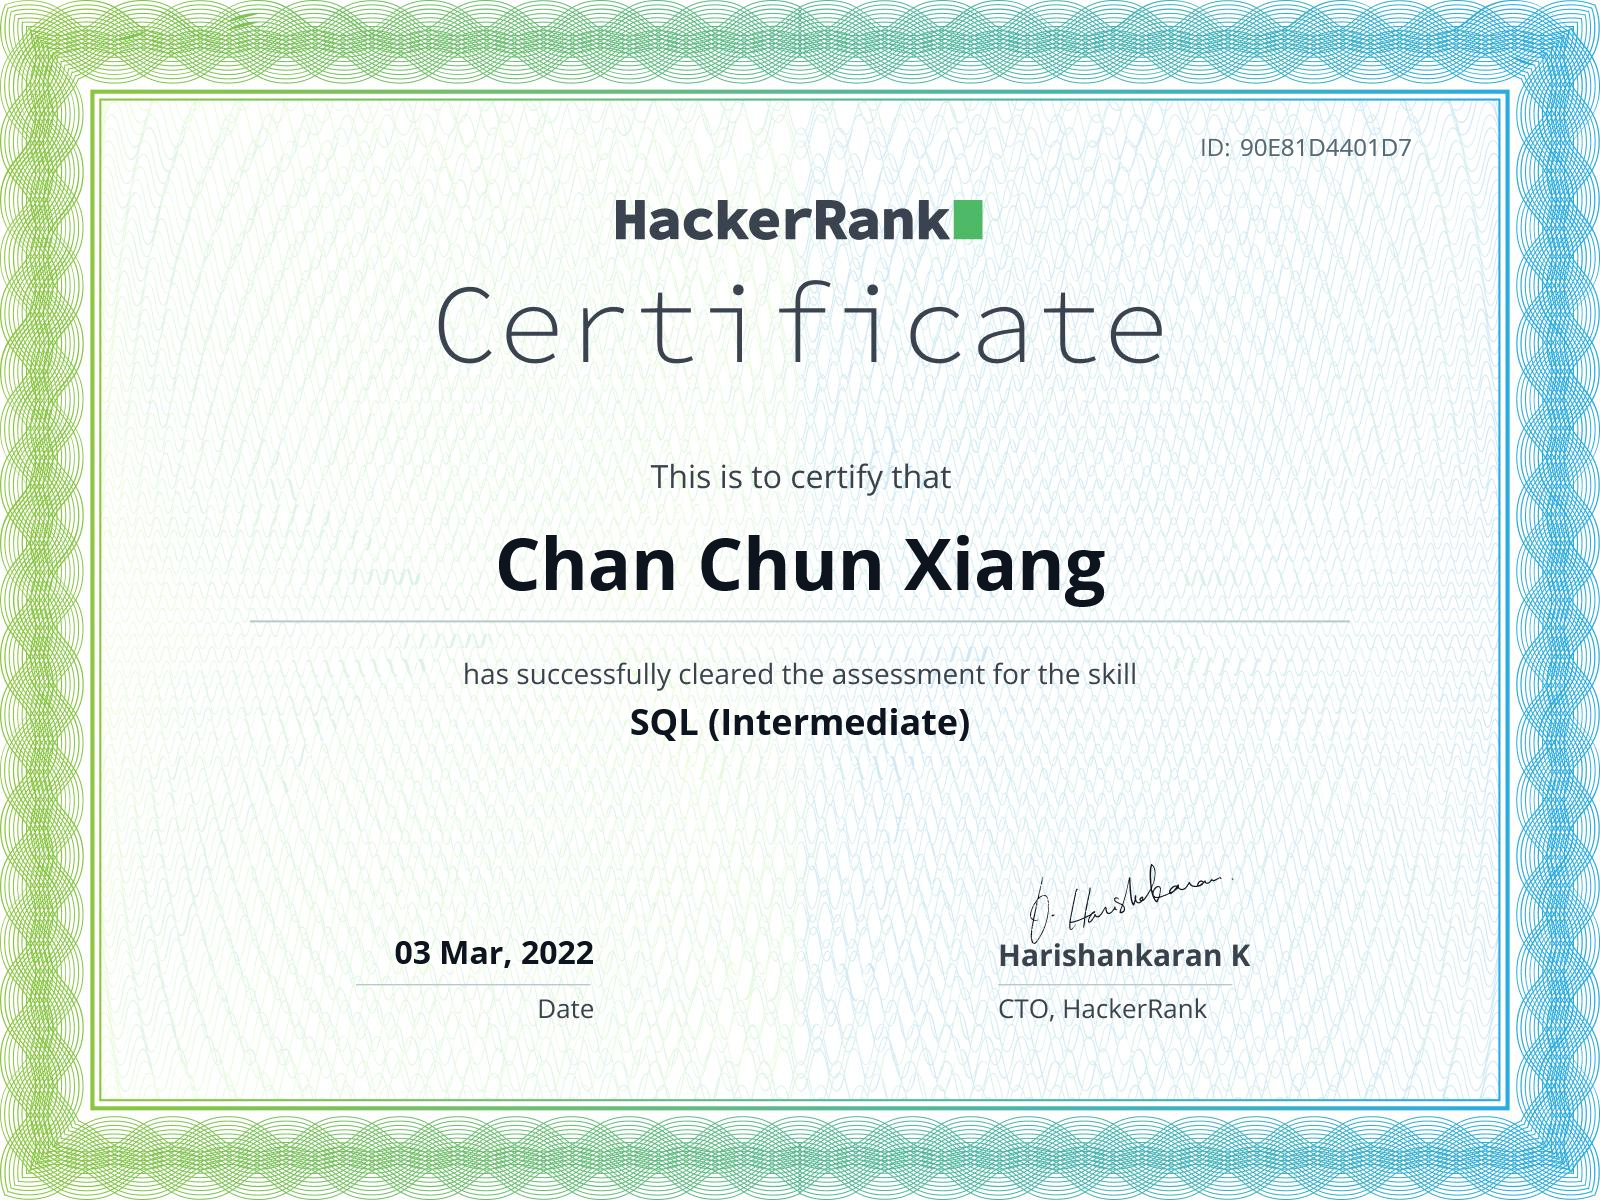 ID: 90E81D4401D7
HackerRank
Certificate
This is to certify that
Chan Chun Xiang
has successfully cleared the assessment for the skill
SQL (Intermediate)
03 Mar, 2022
Date
Harishankaran K
CTO, HackerRank